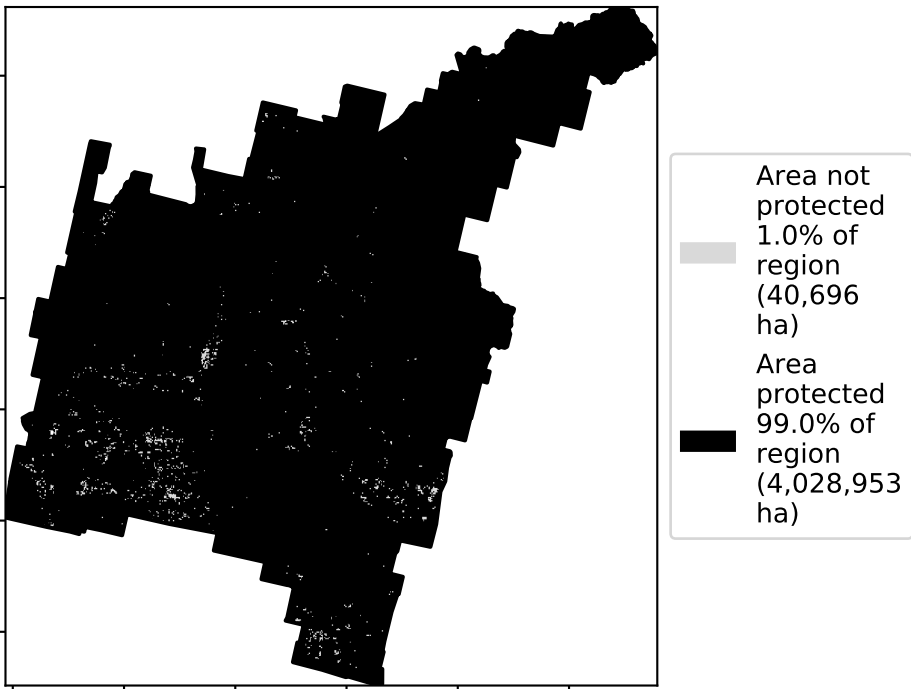 Area not
protected
1.0% of
region
(40,696
ha)
Area
protected
99.0% of
region
(4,028,953
ha)